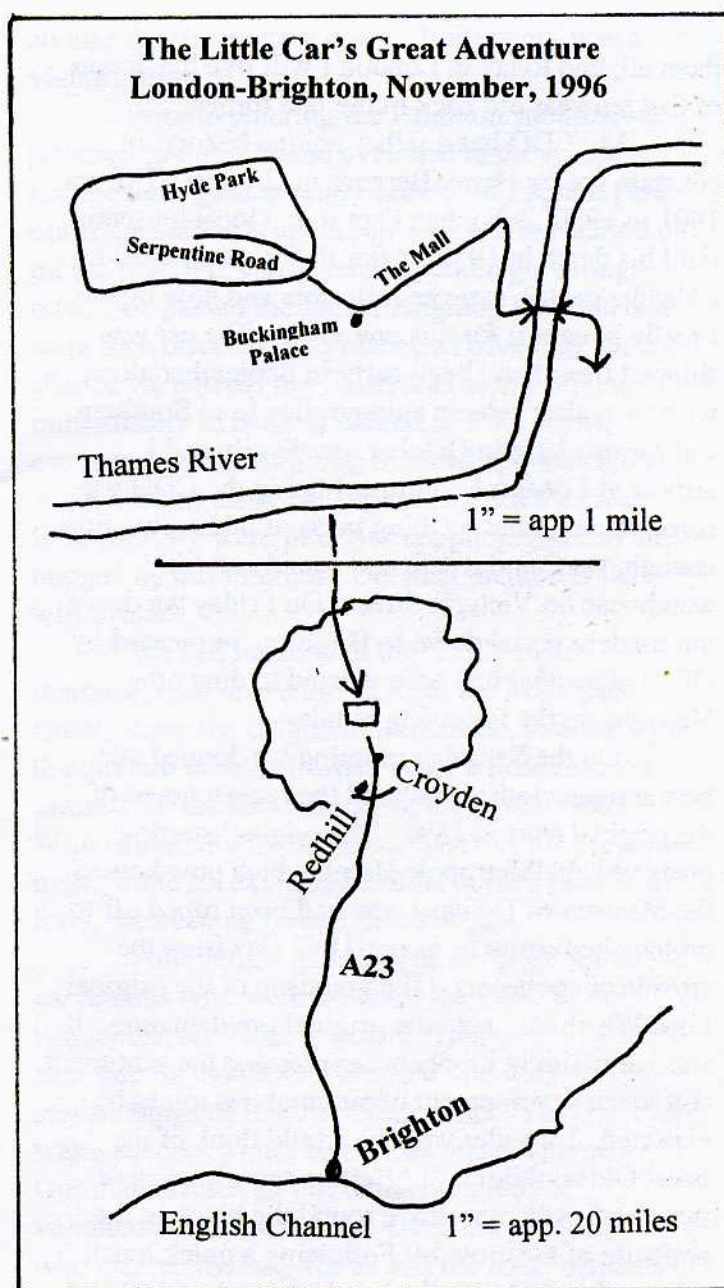 The Little Car's Great Adventure
London-Brighton, November, 1996
Hyde Park
Serpentine Road
The Mall
Buckingham
Palace
Thames River
1" = app 1 mile
Croyden
Redhill
A23
Brighton
English Channel
1" = app. 20 miles